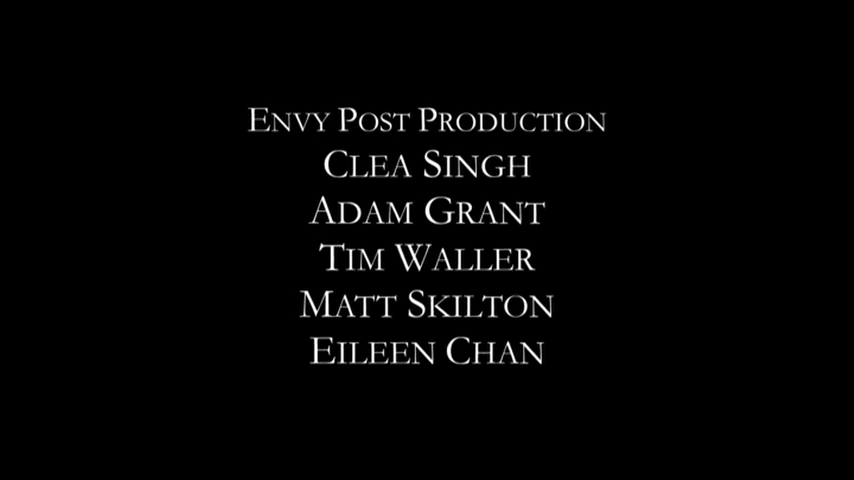 Envy Post Production
Clea Singh
Adam Grant
Tim Waller
Matt Skilton
Eileen Chan